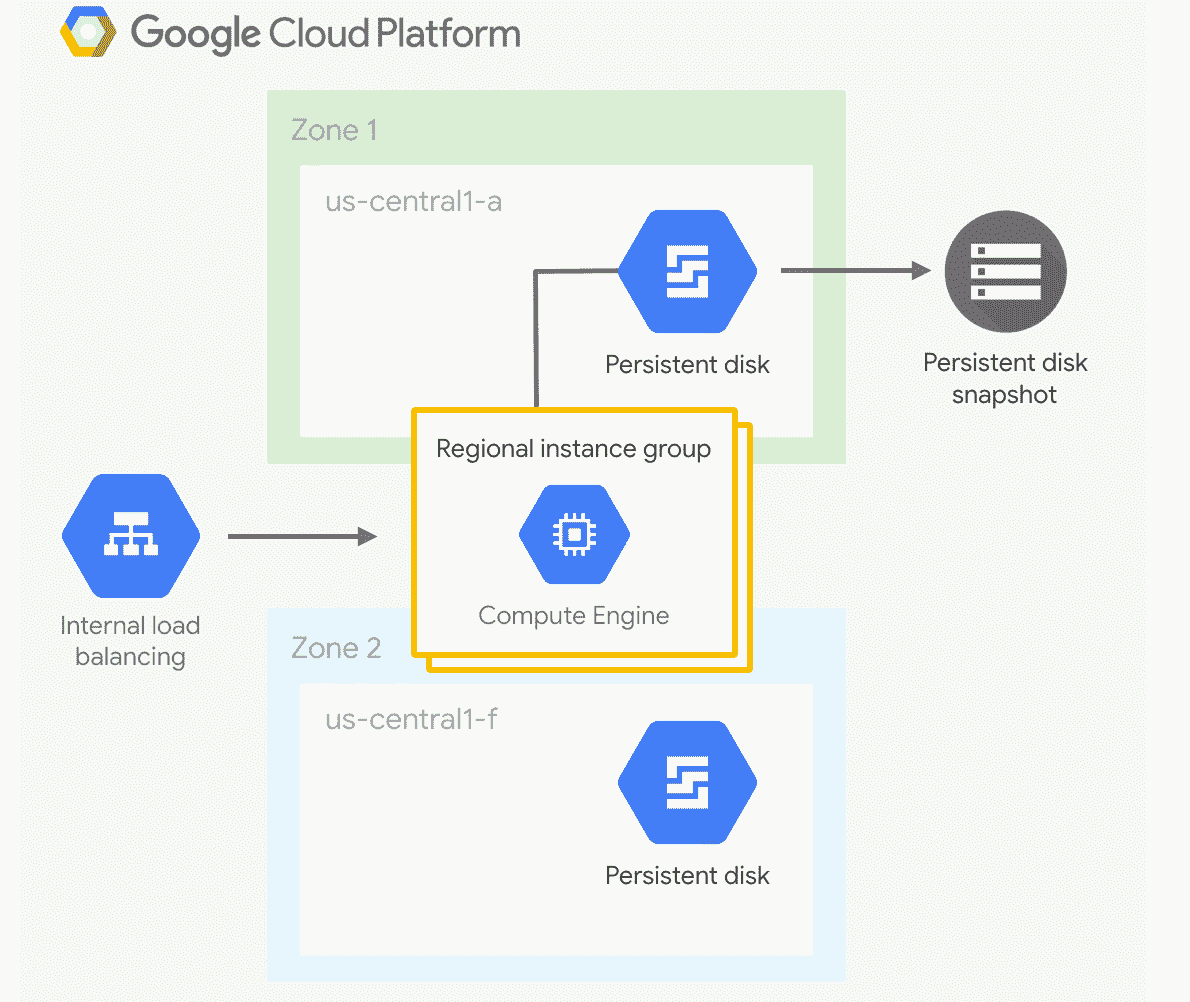 Google Cloud Platform
Zone 1
us-central1-a
Persistent disk
Persistent disk
snapshot
Regional instance group
Compute Engine
Internal load
balancing
Zone 2
us-central1-f
Persistent disk